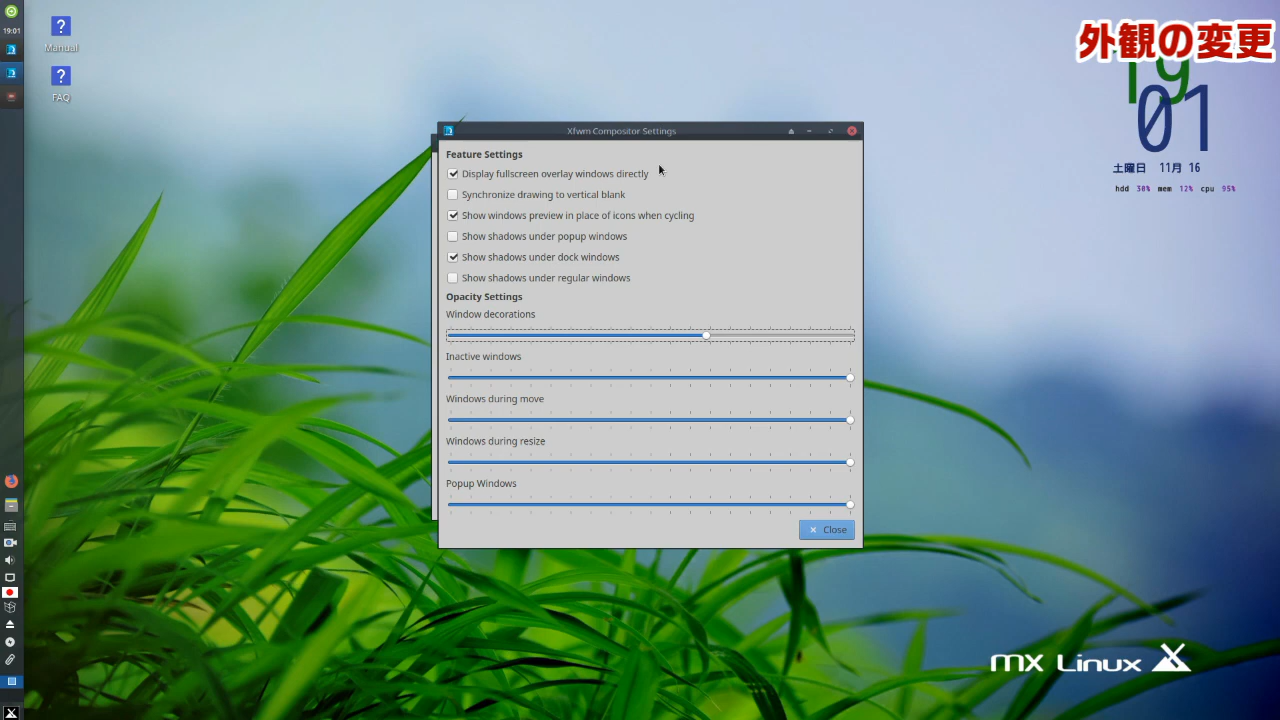 19:01
Manual
FAQ
外観の変更
19
01
土曜日 11月 16
hdd 38% mem 12% cpu 95%
Xfwm Compositor Settings
Feature Settings
Display fullscreen overlay windows directly
Synchronize drawing to vertical blank
Show windows preview in place of icons when cycling
Show shadows under popup windows
Show shadows under dock windows
Show shadows under regular windows
Opacity Settings
Window decorations
Inactive windows
Windows during move
Windows during resize
Popup Windows
Close
mx Linux